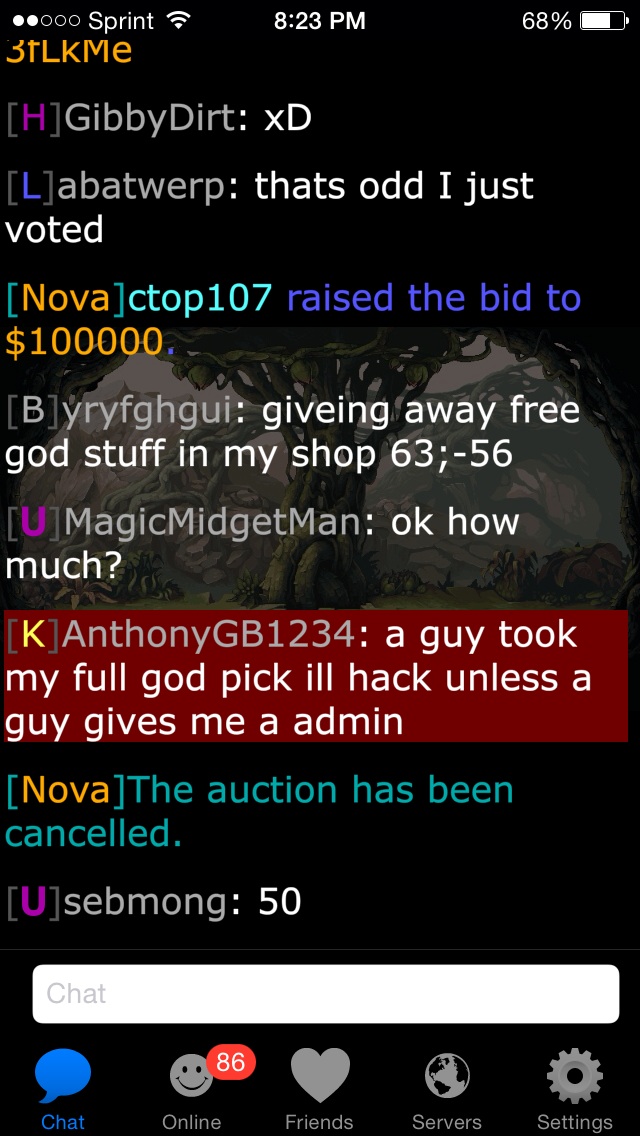 Sprint 8:23 PM 68%
3fLkMe
[H]GibbyDirt: xD
[L]abatwerp: thats odd I just
voted
[Nova]ctop107 raised the bid to
$100000.
[B]yryfghgui: giveing away free
god stuff in my shop 63;-56
[U]MagicMidgetMan: ok how
much?
[K]AnthonyGB1234: a guy took
my full god pick ill hack unless a
guy gives me a admin
[Nova]The auction has been
cancelled.
[U]sebmong: 50
Chat
86
Chat Online Friends Servers Settings